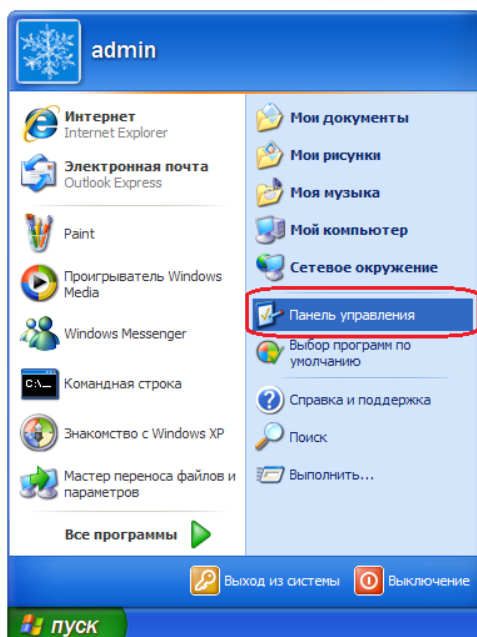 admin
Интернет
Internet Explorer
Электронная почта
Outlook Express
Paint
Проигрыватель Windows
Media
Windows Messenger
C:\_
Командная строка
Знакомство с Windows XP
Мастер переноса файлов и
параметров
Все программы
Мои документы
Мои рисунки
Моя музыка
Мой компьютер
Сетевое окружение
Панель управления
Выбор программ по
умолчанию
Справка и поддержка
Поиск
Выполнить...
Выход из системы
Выключение
пуск